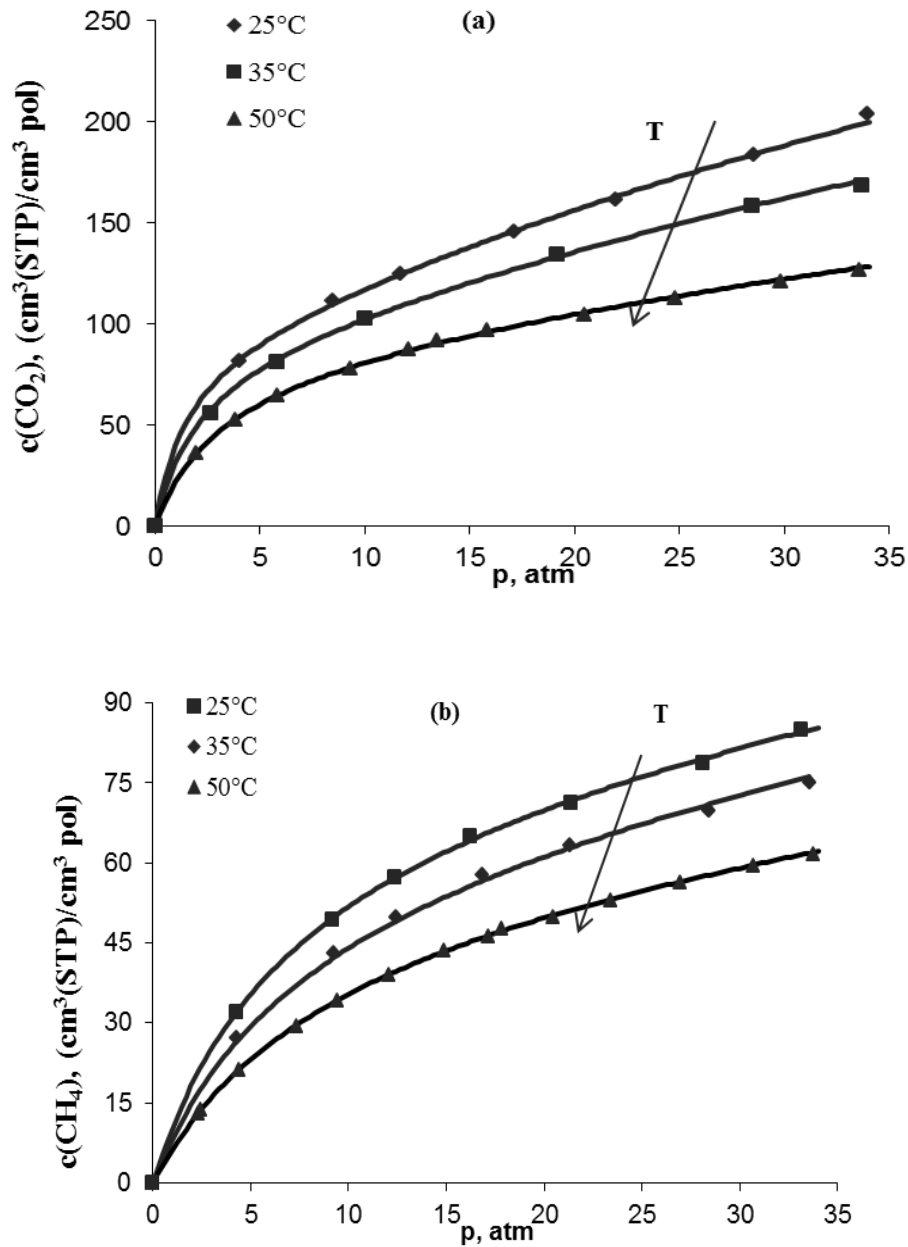 (a)
25°C
35°C
50°C
T
c(CO₂), (cm³(STP)/cm³ pol)
250
200
150
100
50
0
0 5 10 15 20 25 30 35
p, atm
(b)
25°C
35°C
50°C
T
c(CH₄), (cm³(STP)/cm³ pol)
90
75
60
45
30
15
0
0 5 10 15 20 25 30 35
p, atm